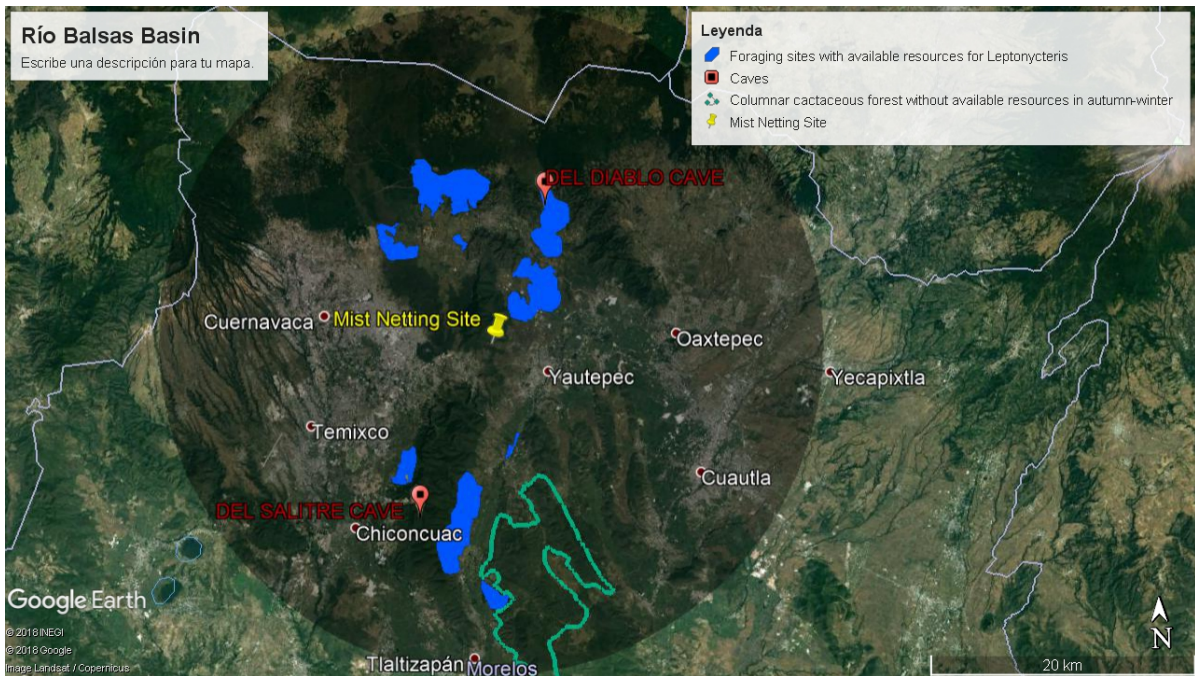 Río Balsas Basin
Escribe una descripción para tu mapa.
Leyenda
Foraging sites with available resources for Leptonycteris
Caves
Columnar cactaceous forest without available resources in autumn-winter
Mist Netting Site
DEL DIABLO CAVE
Cuernavaca
Mist Netting Site
Oaxtepec
Yautepec
Yecapixtla
Temixco
Cuautla
DEL SALITRE CAVE
Chiconcuac
Google Earth
© 2018 INEGI
© 2018 Google
Image Landsat / Copernicus
Tlaltizapán
Morelos
N
20 km